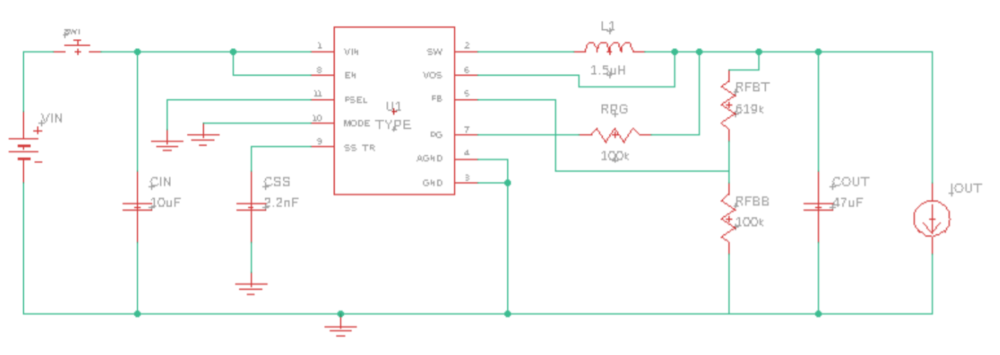 SW1
VIN
CIN
10uF
CSS
2.2nF
1
VIN
8
EN
11
PSEL
10
MODE
9
SS TR
U1
TYPE
SW
2
VOS
6
FB
5
PG
7
AGND
4
GND
3
L1
1.5µH
RPG
100k
RFBT
619k
RFBB
100k
COUT
47uF
IOUT